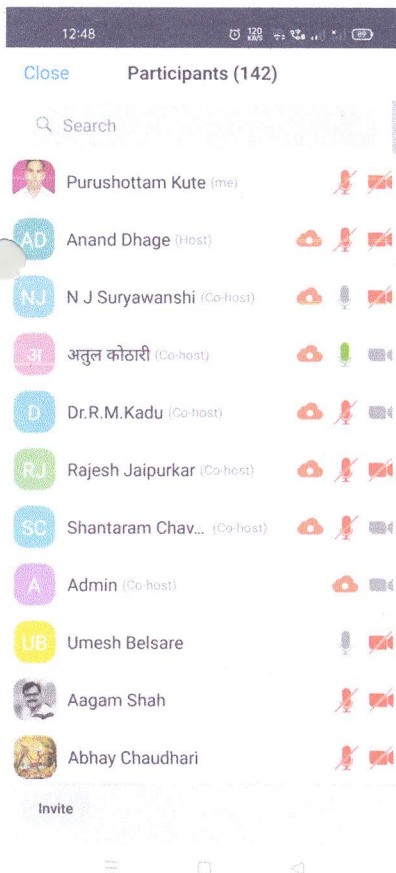 12:48 120 KB/S 89
Close Participants (142)
Search
Purushottam Kute (me)
AD Anand Dhage (Host)
NJ N J Suryawanshi (Co-host)
अ अतुल कोठारी (Co-host)
D Dr.R.M.Kadu (Co-host)
RJ Rajesh Jaipurkar (Co-host)
SC Shantaram Chav... (Co-host)
A Admin (Co-host)
UB Umesh Belsare
Aagam Shah
Abhay Chaudhari
Invite